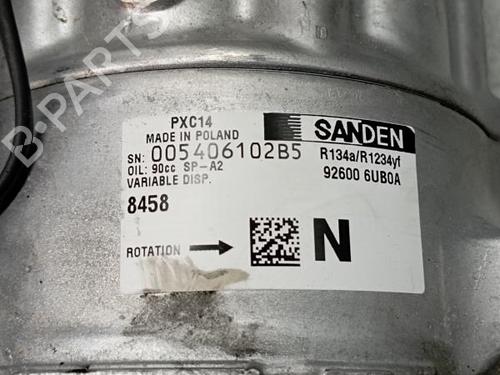 PXC14
MADE IN POLAND
SANDEN
SN: 005406102B5
R134a/R1234yf
OIL: 90cc SP-A2
92600 6UB0A
VARIABLE DISP.
8458
ROTATION
N
B-PARTS